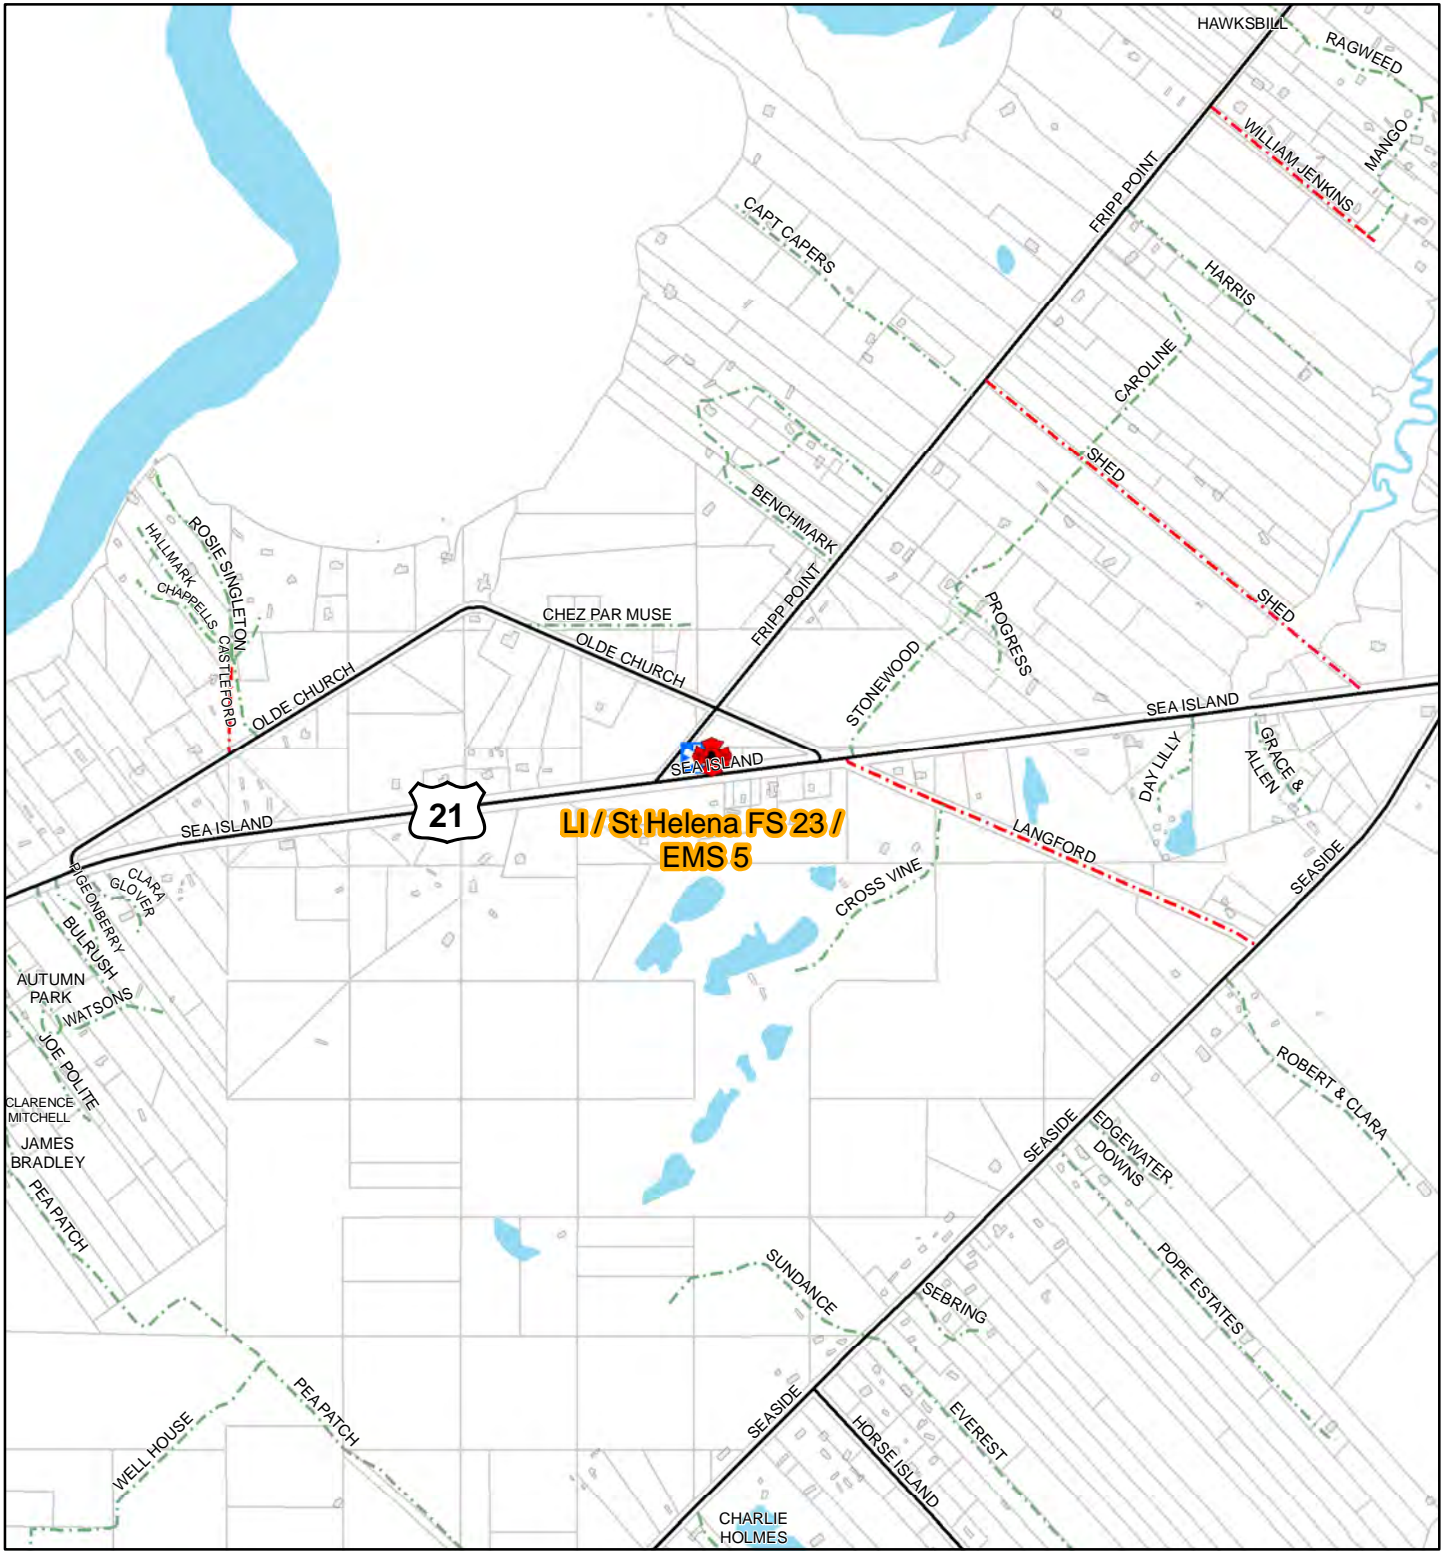 HAWKSBILL
RAGWEED
MANGO
WILLIAM JENKINS
FRIPP POINT
CAPT CAPERS
HARRIS
CAROLINE
SHED
BENCHMARK
ROSIE SINGLETON
HALLMARK
CHAPPELLS
CASTLEFORD
CHEZ PAR MUSE
OLDE CHURCH
OLDE CHURCH
FRIPP POINT
PROGRESS
SHED
STONEWOOD
SEA ISLAND
SEA ISLAND
DAY LILLY
GRACE &
ALLEN
21
SEA ISLAND
LI / St Helena FS 23 /
EMS 5
LANGFORD
SEASIDE
CROSS VINE
PIGEONBERRY
CLARA
GLOVER
BULRUSH
AUTUMN
PARK
WATSONS
JOE POLITE
CLARENCE
MITCHELL
JAMES
BRADLEY
PEA PATCH
ROBERT & CLARA
SEASIDE
EDGEWATER
DOWNS
POPE ESTATES
SUNDANCE
SEBRING
PEA PATCH
WELL HOUSE
SEASIDE
HORSE ISLAND
EVEREST
CHARLIE
HOLMES